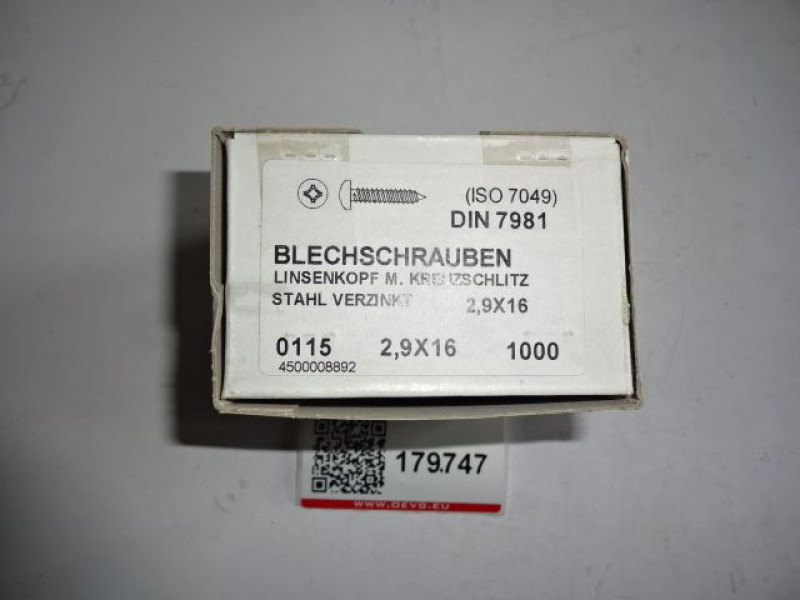 (ISO 7049)
DIN 7981
BLECHSCHRAUBEN
LINSENKOPF M. KREUZSCHLITZ
STAHL VERZINKT 2,9X16
0115 2,9X16 1000
4500008892
179.747
www.deyo.eu